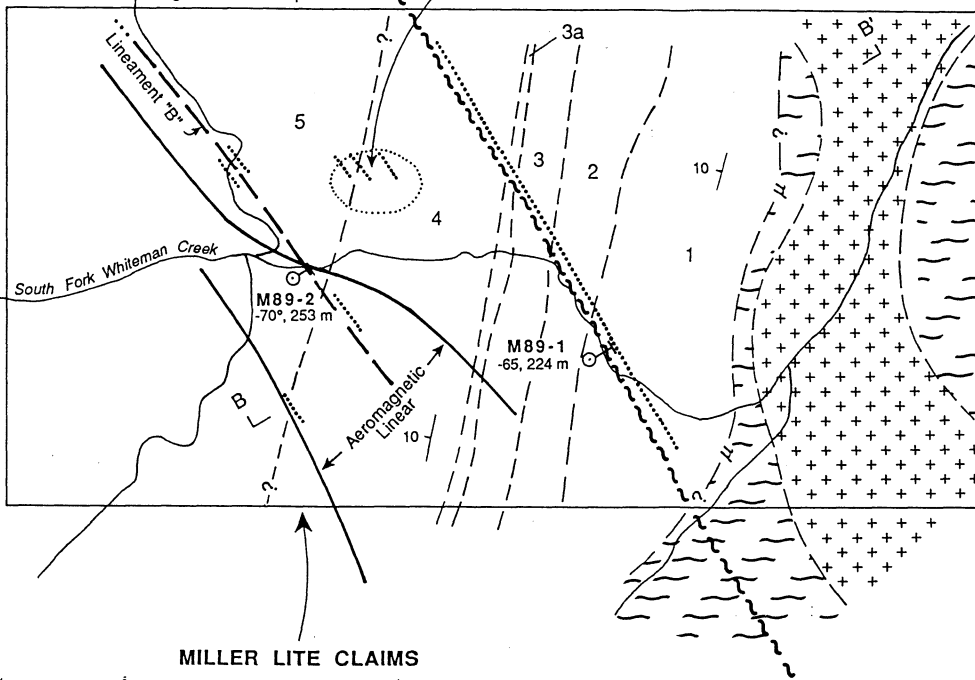 3a
B'
?
Lineament "B"
5
3
2
10
?
μ
4
1
South Fork Whiteman Creek
M89-2
-70°, 253 m
M89-1
-65, 224 m
B
Aeromagnetic
Linear
10
μ
?
?
MILLER LITE CLAIMS